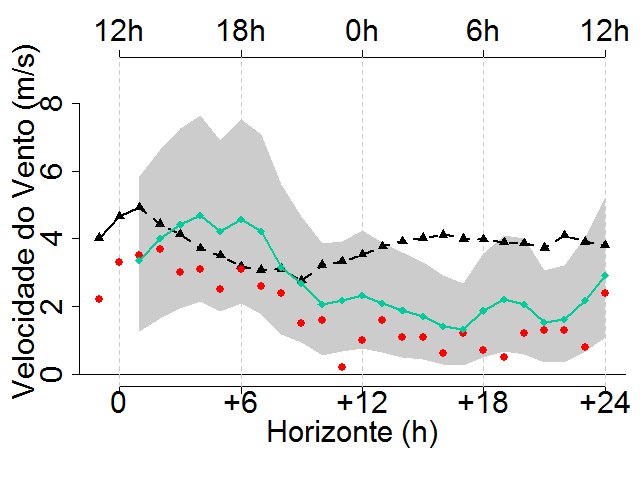 12h 18h 0h 6h 12h
Velocidade do Vento (m/s)
8
6
4
2
0
0 +6 +12 +18 +24
Horizonte (h)